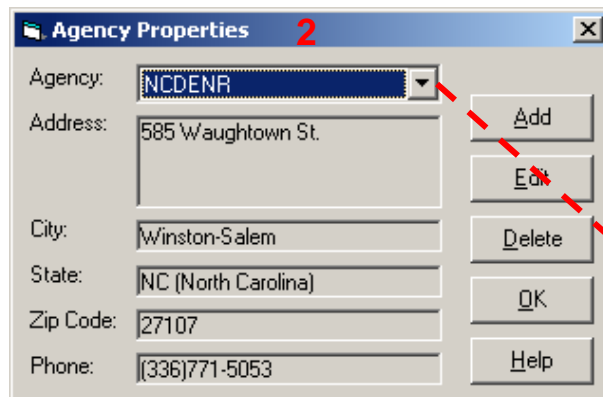 Agency Properties 2
Agency: NCDENR
Add
Address: 585 Waughtown St.
Edit
City: Winston-Salem
Delete
State: NC (North Carolina)
OK
Zip Code: 27107
Phone: (336)771-5053
Help